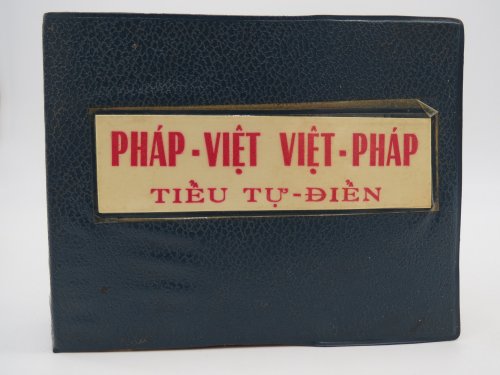 PHÁP - VIỆT VIỆT - PHÁP
TIỂU TỰ - ĐIỂN